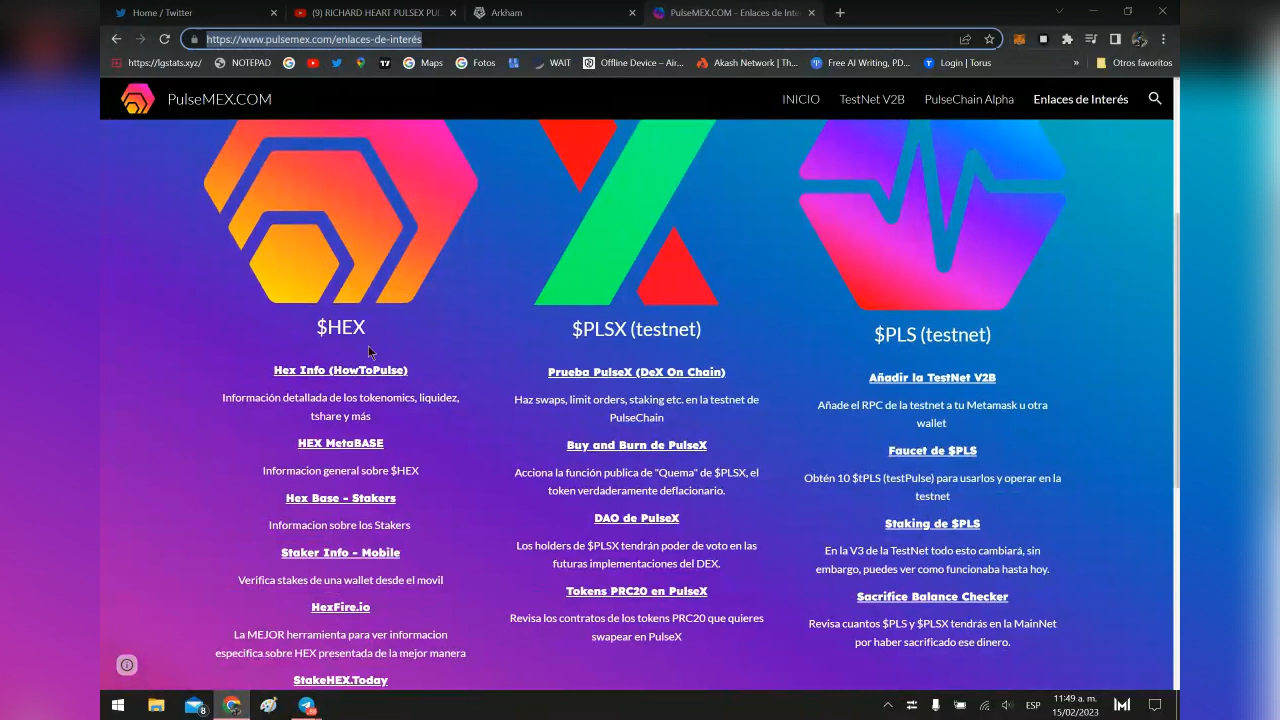 Home / Twitter
(9) RICHARD HEART PULSEX PUL
Arkham
PulseMEX.COM - Enlaces de Inte
https://www.pulsemex.com/enlaces-de-interés
https://lgstats.xyz/
NOTEPAD
Maps
Fotos
WAIT
Offline Device – Air...
Akash Network | Th...
Free AI Writing, PD...
Login | Torus
»
Otros favoritos
PulseMEX.COM
INICIO
TestNet V2B
PulseChain Alpha
Enlaces de Interés
$HEX
Hex Info (HowToPulse)
Información detallada de los tokenomics, liquidez,
tshare y más
HEX MetaBASE
Informacion general sobre $HEX
Hex Base - Stakers
Informacion sobre los Stakers
Staker Info - Mobile
Verifica stakes de una wallet desde el movil
HexFire.io
La MEJOR herramienta para ver informacion
especifica sobre HEX presentada de la mejor manera
StakeHEX.Today
$PLSX (testnet)
Prueba PulseX (DeX On Chain)
Haz swaps, limit orders, staking etc. en la testnet de
PulseChain
Buy and Burn de PulseX
Acciona la función publica de "Quema" de $PLSX, el
token verdaderamente deflacionario.
DAO de PulseX
Los holders de $PLSX tendrán poder de voto en las
futuras implementaciones del DEX.
Tokens PRC20 en PulseX
Revisa los contratos de los tokens PRC20 que quieres
swapear en PulseX
$PLS (testnet)
Añadir la TestNet V2B
Añade el RPC de la testnet a tu Metamask u otra
wallet
Faucet de $PLS
Obtén 10 $tPLS (testPulse) para usarlos y operar en la
testnet
Staking de $PLS
En la V3 de la TestNet todo esto cambiará, sin
embargo, puedes ver como funcionaba hasta hoy.
Sacrifice Balance Checker
Revisa cuantos $PLS y $PLSX tendrás en la MainNet
por haber sacrificado ese dinero.
8
ESP
11:49 a. m.
15/02/2023